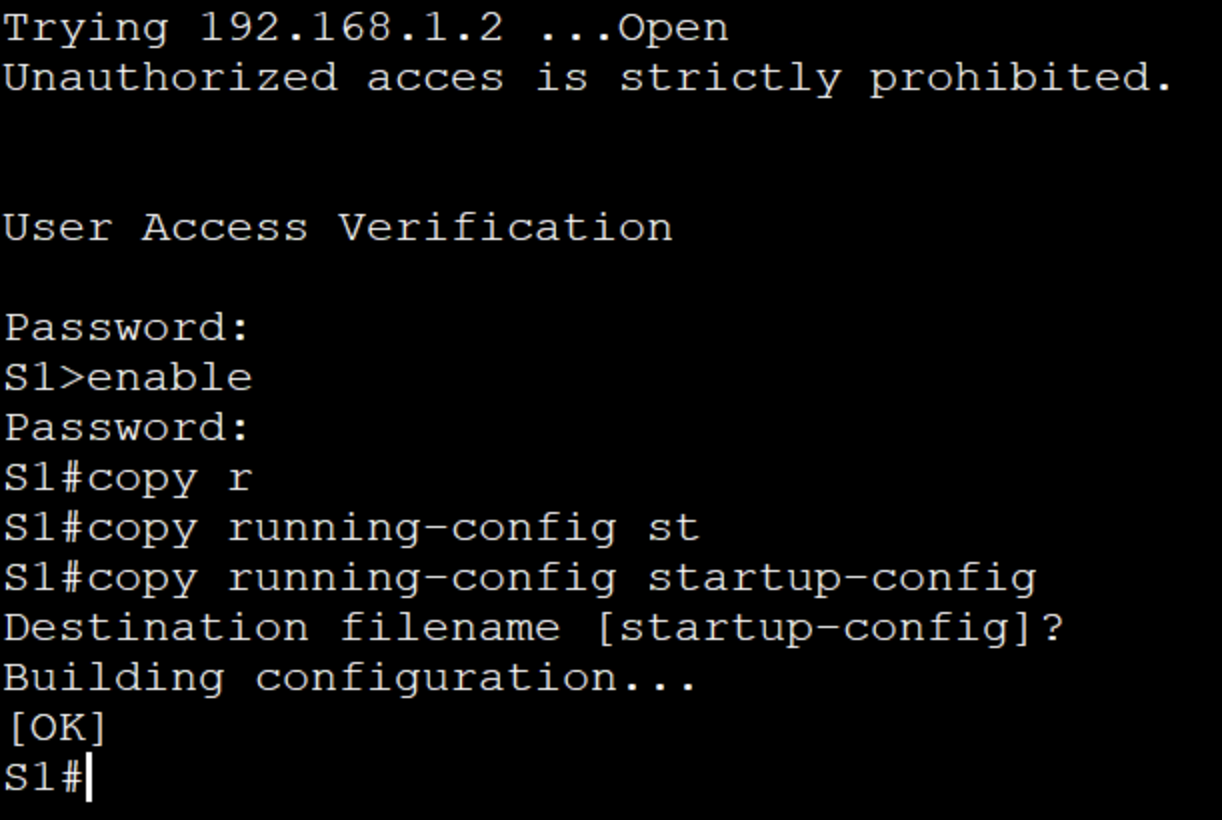 Trying 192.168.1.2 ...Open
Unauthorized acces is strictly prohibited.
User Access Verification
Password:
S1>enable
Password:
S1#copy r
S1#copy running-config st
S1#copy running-config startup-config
Destination filename [startup-config]?
Building configuration...
[OK]
S1#